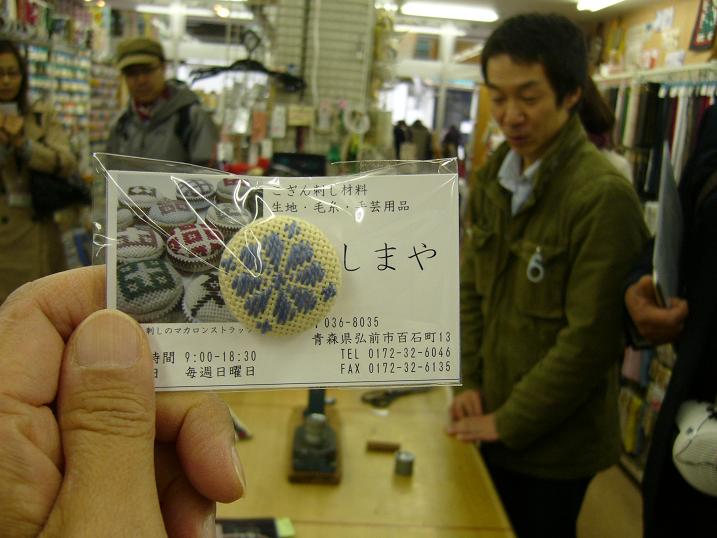 こぎん刺し材料
生地・毛糸・手芸用品
しまや
刺しのマカロンストラッ
〒036-8035
青森県弘前市百石町13
時間 9:00-18:30
TEL 0172-32-6046
日 毎週日曜日
FAX 0172-32-6135